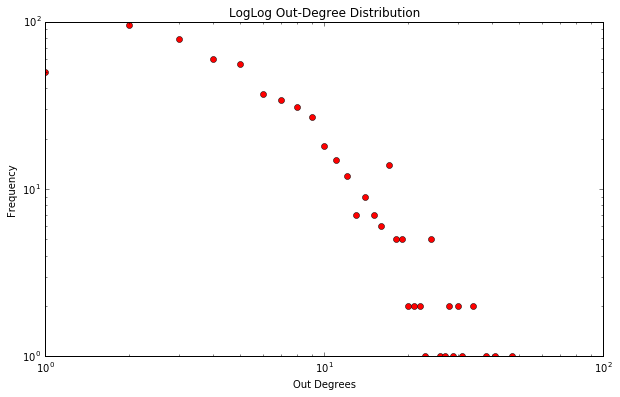 LogLog Out-Degree Distribution
Frequency
10^2
10^1
10^0
10^0 10^1 10^2
Out Degrees